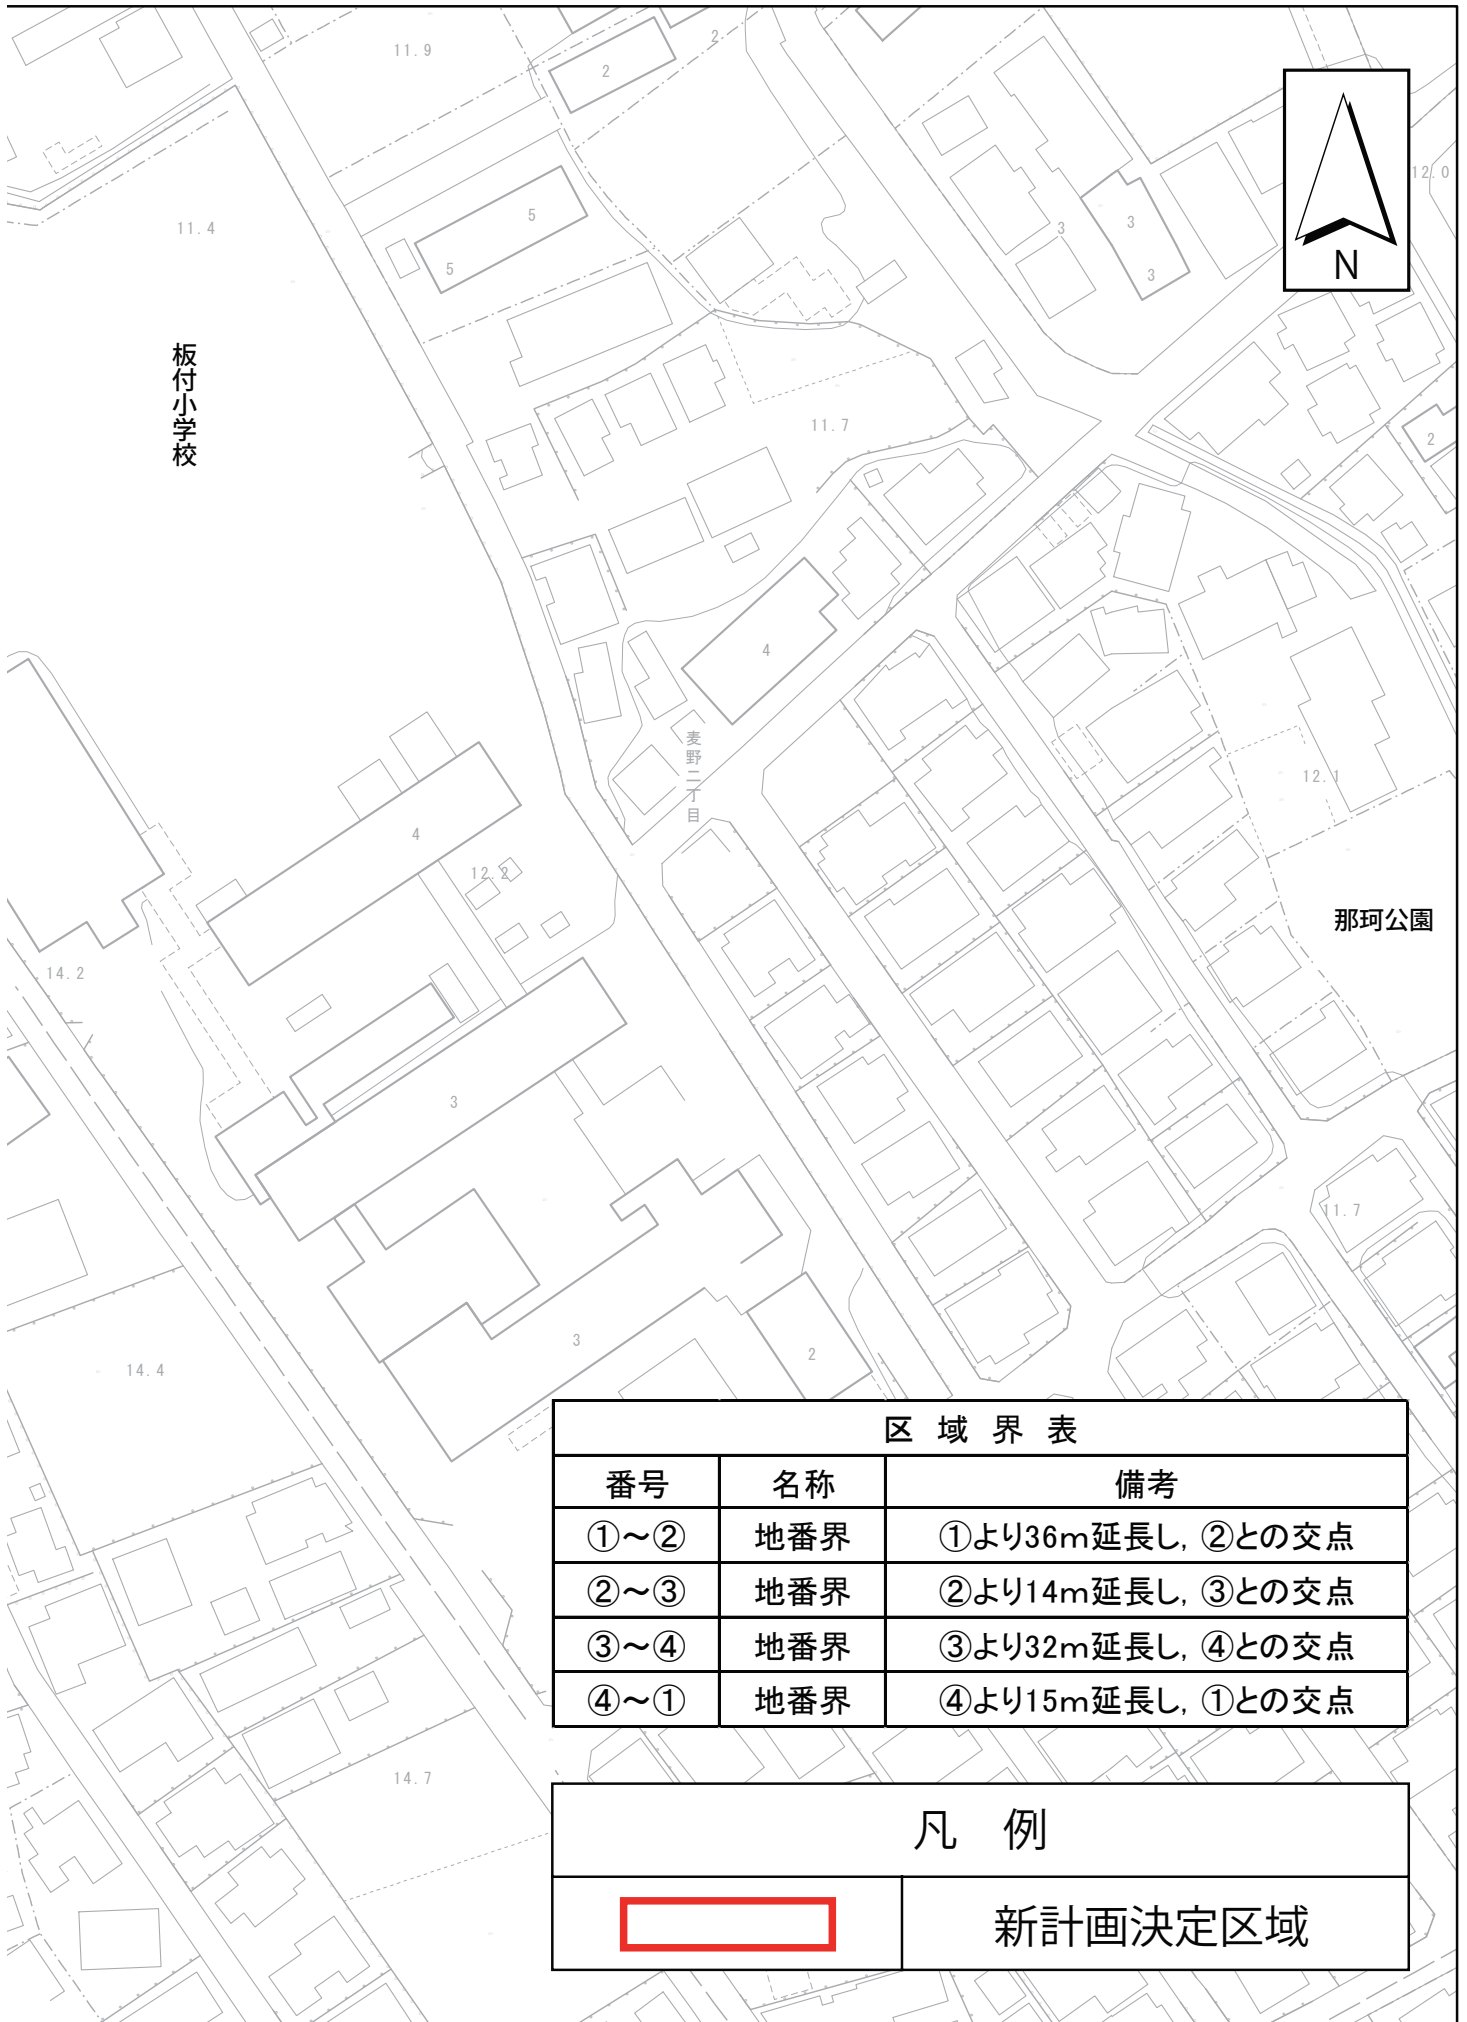 11.9
2
2
12.0
11.4
5
5
3
3
3
N
板付小学校
11.7
2
4
麦野二丁目
12.1
4
12.2
那珂公園
14.2
3
11.7
14.4
3
2
区域界表
番号 名称 備考
①～② 地番界 ①より36m延長し, ②との交点
②～③ 地番界 ②より14m延長し, ③との交点
③～④ 地番界 ③より32m延長し, ④との交点
④～① 地番界 ④より15m延長し, ①との交点
14.7
凡例
新計画決定区域